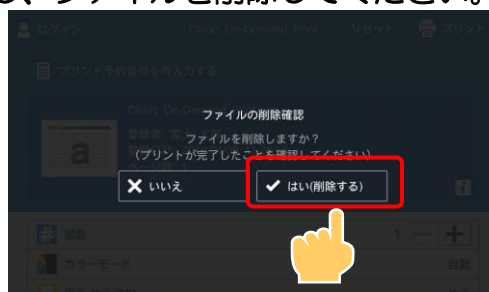 、ファイルを削除してください。
ログイン Cloud On-Demand Print リセット プリント
プリント予約番号を再入力する
Cloud On-De
ファイルの削除確認
登録者
ファイルを削除しますか？
（プリントが完了したことを確認してください）
a
いいえ はい(削除する)
部数 1
カラーモード 自動